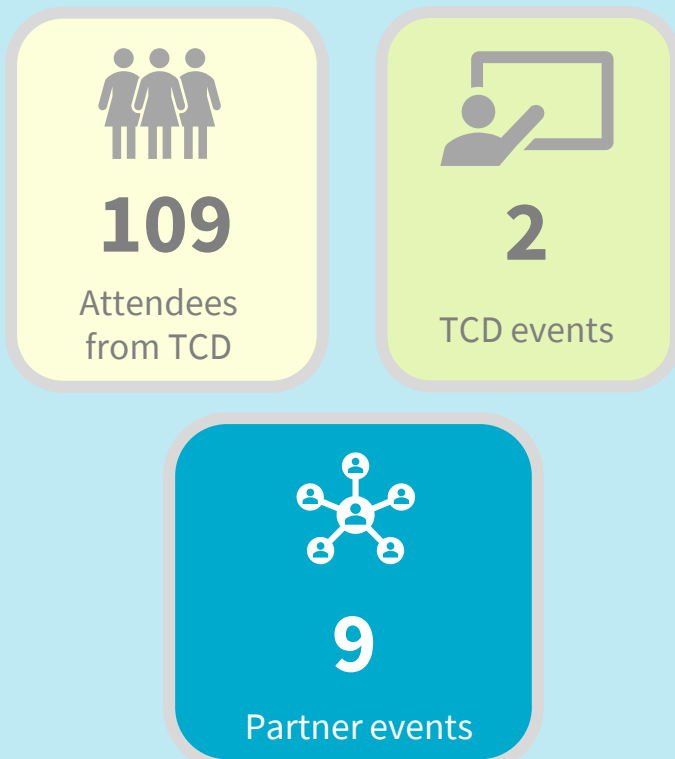 109
Attendees
from TCD
2
TCD events
9
Partner events